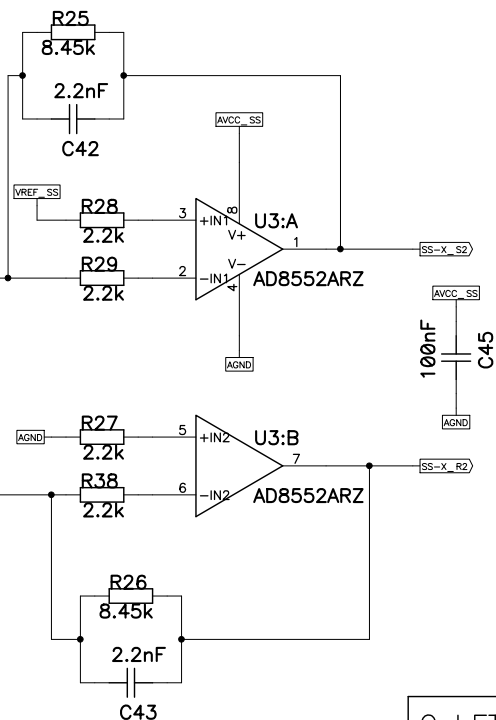 R25
8.45k
2.2nF
C42
AVCC_SS
VREF_SS
R28
2.2k
3
+IN1
8
V+
U3:A
1
SS-X_S2
R29
2.2k
2
-IN1
V-
4
AD8552ARZ
AGND
AVCC_SS
100nF
C45
AGND
AGND
R27
2.2k
5
+IN2
U3:B
7
SS-X_R2
R38
2.2k
6
-IN2
AD8552ARZ
R26
8.45k
2.2nF
C43